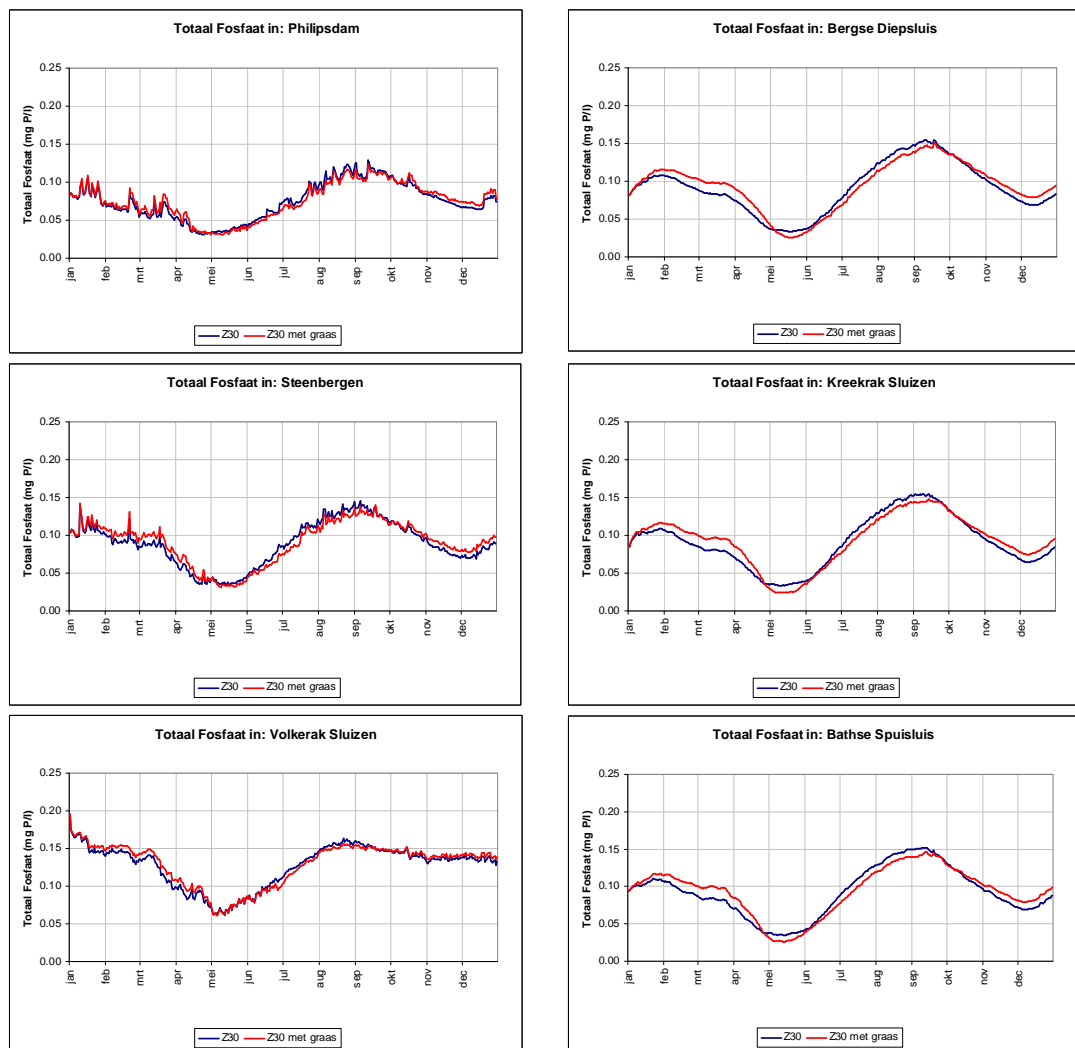 Totaal Fosfaat in: Philipsdam
Totaal Fosfaat (mg P/l)
0.25
0.20
0.15
0.10
0.05
0.00
jan feb mrt apr mei jun jul aug sep okt nov dec
Z30 Z30 met graas
Totaal Fosfaat in: Bergse Diepsluis
Totaal Fosfaat (mg P/l)
0.25
0.20
0.15
0.10
0.05
0.00
jan feb mrt apr mei jun jul aug sep okt nov dec
Z30 Z30 met graas
Totaal Fosfaat in: Steenbergen
Totaal Fosfaat (mg P/l)
0.25
0.20
0.15
0.10
0.05
0.00
jan feb mrt apr mei jun jul aug sep okt nov dec
Z30 Z30 met graas
Totaal Fosfaat in: Kreekrak Sluizen
Totaal Fosfaat (mg P/l)
0.25
0.20
0.15
0.10
0.05
0.00
jan feb mrt apr mei jun jul aug sep okt nov dec
Z30 Z30 met graas
Totaal Fosfaat in: Volkerak Sluizen
Totaal Fosfaat (mg P/l)
0.25
0.20
0.15
0.10
0.05
0.00
jan feb mrt apr mei jun jul aug sep okt nov dec
Z30 Z30 met graas
Totaal Fosfaat in: Bathse Spuisluis
Totaal Fosfaat (mg P/l)
0.25
0.20
0.15
0.10
0.05
0.00
jan feb mrt apr mei jun jul aug sep okt nov dec
Z30 Z30 met graas